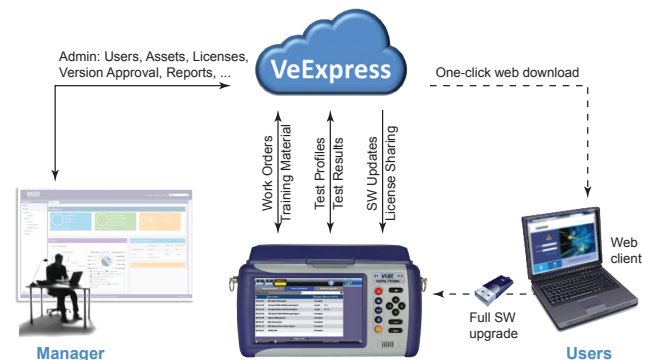 Admin: Users, Assets, Licenses,
Version Approval, Reports, ...
VeExpress
One-click web download
Work Orders
Training Material
Test Profiles
Test Results
SW Updates
License Sharing
Web
client
Full SW
upgrade
Manager
Users